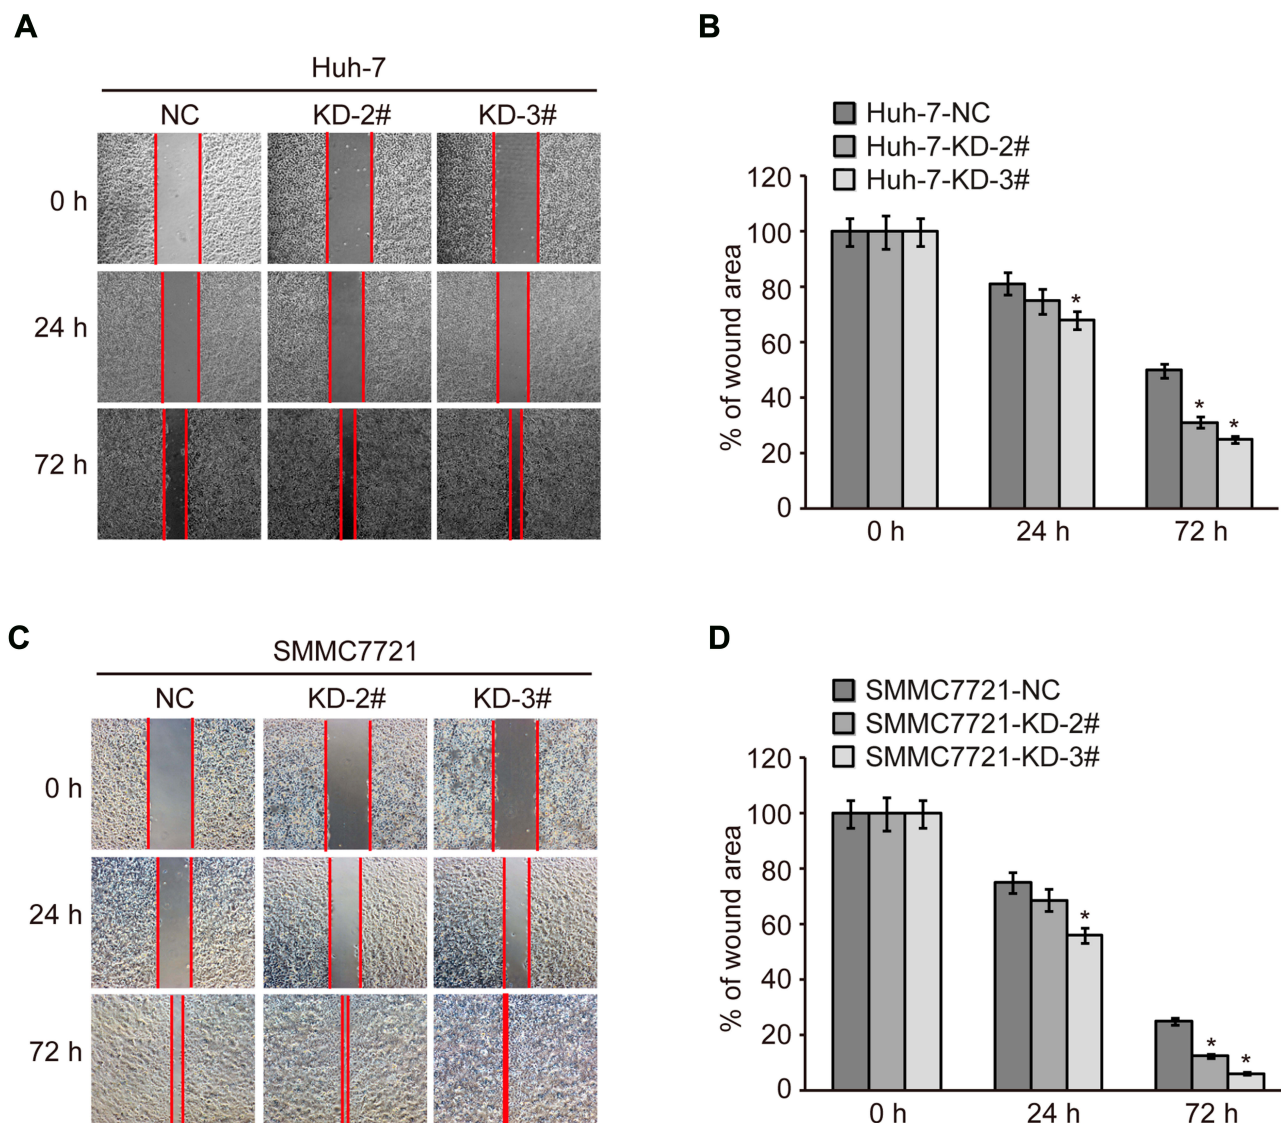 A
Huh-7
NC KD-2# KD-3#
0 h
24 h
72 h
B
Huh-7-NC
Huh-7-KD-2#
Huh-7-KD-3#
% of wound area
120
100
80
60
40
20
0
*
* *
0 h 24 h 72 h
C
SMMC7721
NC KD-2# KD-3#
0 h
24 h
72 h
D
SMMC7721-NC
SMMC7721-KD-2#
SMMC7721-KD-3#
% of wound area
120
100
80
60
40
20
0
*
* *
0 h 24 h 72 h